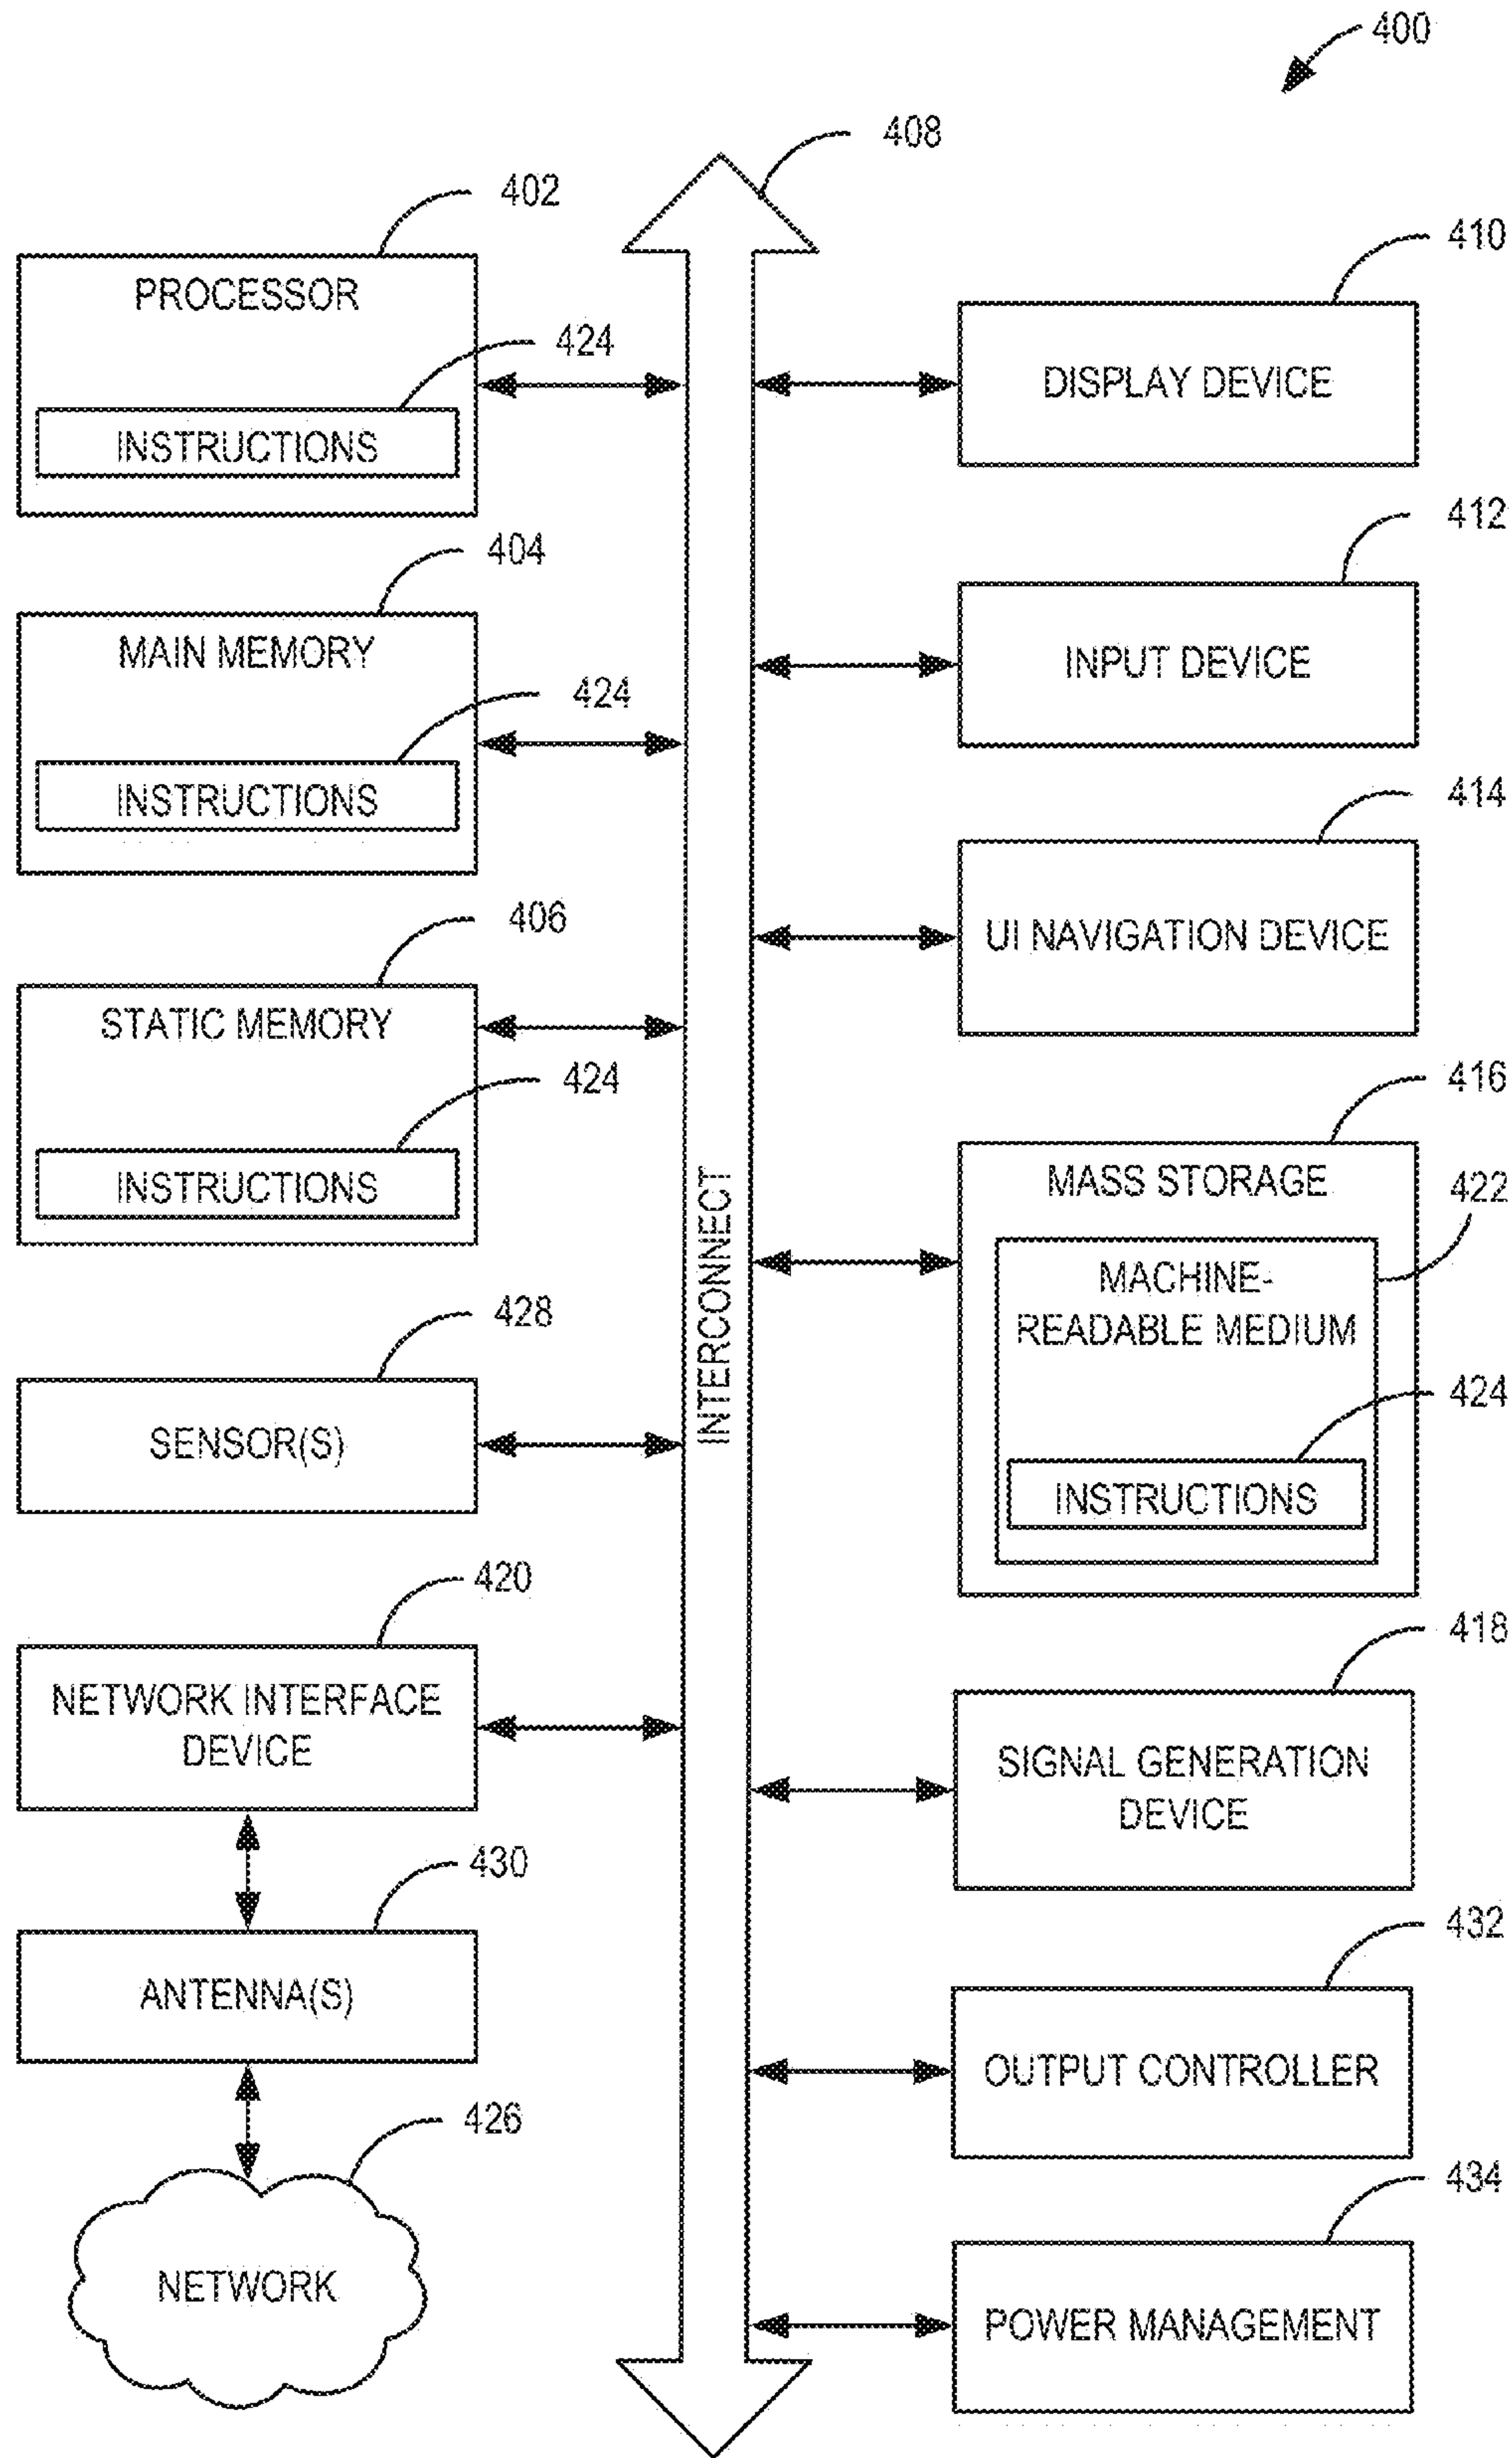 400
408
402
PROCESSOR
424
INSTRUCTIONS
404
MAIN MEMORY
424
INSTRUCTIONS
406
STATIC MEMORY
424
INSTRUCTIONS
428
SENSOR(S)
420
NETWORK INTERFACE
DEVICE
430
ANTENNA(S)
426
NETWORK
INTERCONNECT
410
DISPLAY DEVICE
412
INPUT DEVICE
414
UI NAVIGATION DEVICE
416
MASS STORAGE
422
MACHINE-
READABLE MEDIUM
424
INSTRUCTIONS
418
SIGNAL GENERATION
DEVICE
432
OUTPUT CONTROLLER
434
POWER MANAGEMENT